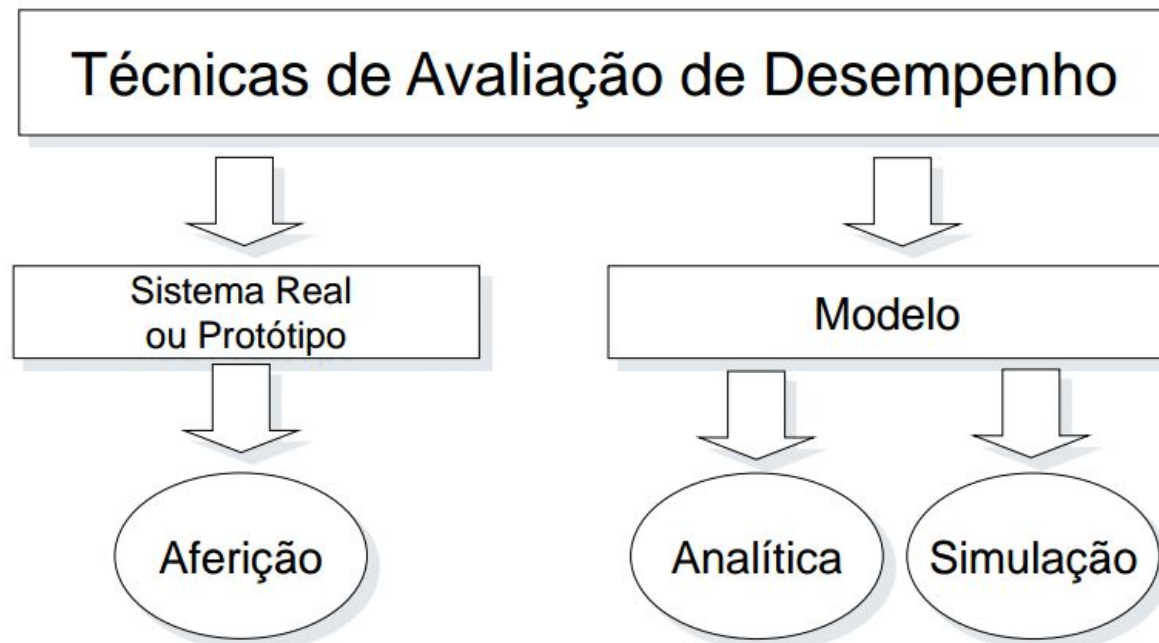 Técnicas de Avaliação de Desempenho
Sistema Real
ou Protótipo
Modelo
Aferição
Analítica
Simulação